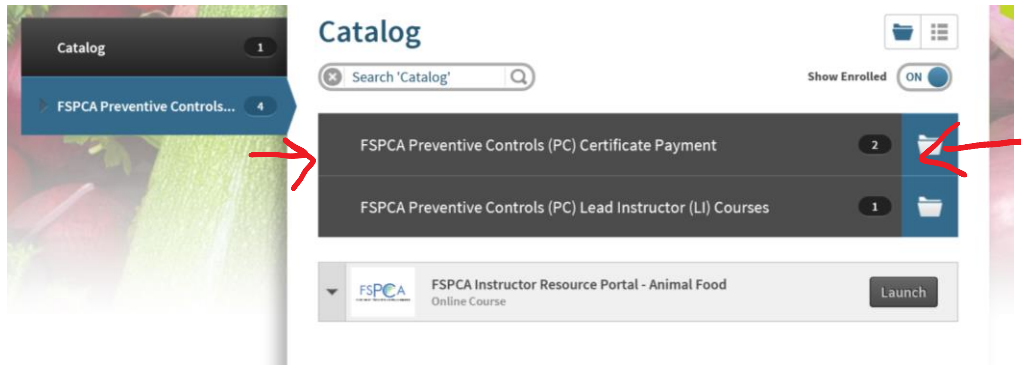 Catalog 1
FSPCA Preventive Controls... 4
Catalog
Search 'Catalog'
Show Enrolled ON
FSPCA Preventive Controls (PC) Certificate Payment 2
FSPCA Preventive Controls (PC) Lead Instructor (LI) Courses 1
FSPCA
FSPCA Instructor Resource Portal - Animal Food
Online Course
Launch